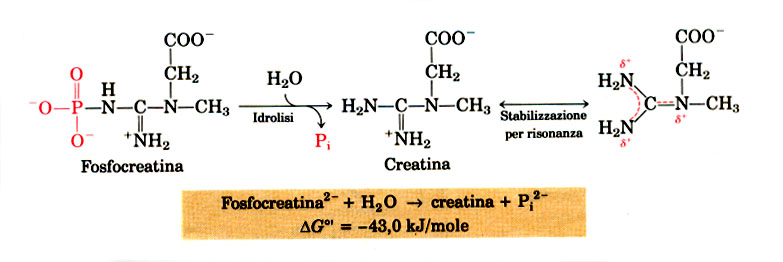 COO⁻
CH₂
O
⁻O—P—N—C—N—CH₃
H
O⁻
⁺NH₂
Fosfocreatina
H₂O
Idrolisi
Pᵢ
COO⁻
CH₂
H₂N—C—N—CH₃
⁺NH₂
Creatina
Stabilizzazione
per risonanza
COO⁻
CH₂
δ⁺
H₂N
C=N—CH₃
δ⁺
H₂N
δ⁺
Fosfocreatina²⁻ + H₂O → creatina + Pᵢ²⁻
ΔG°' = −43,0 kJ/mole